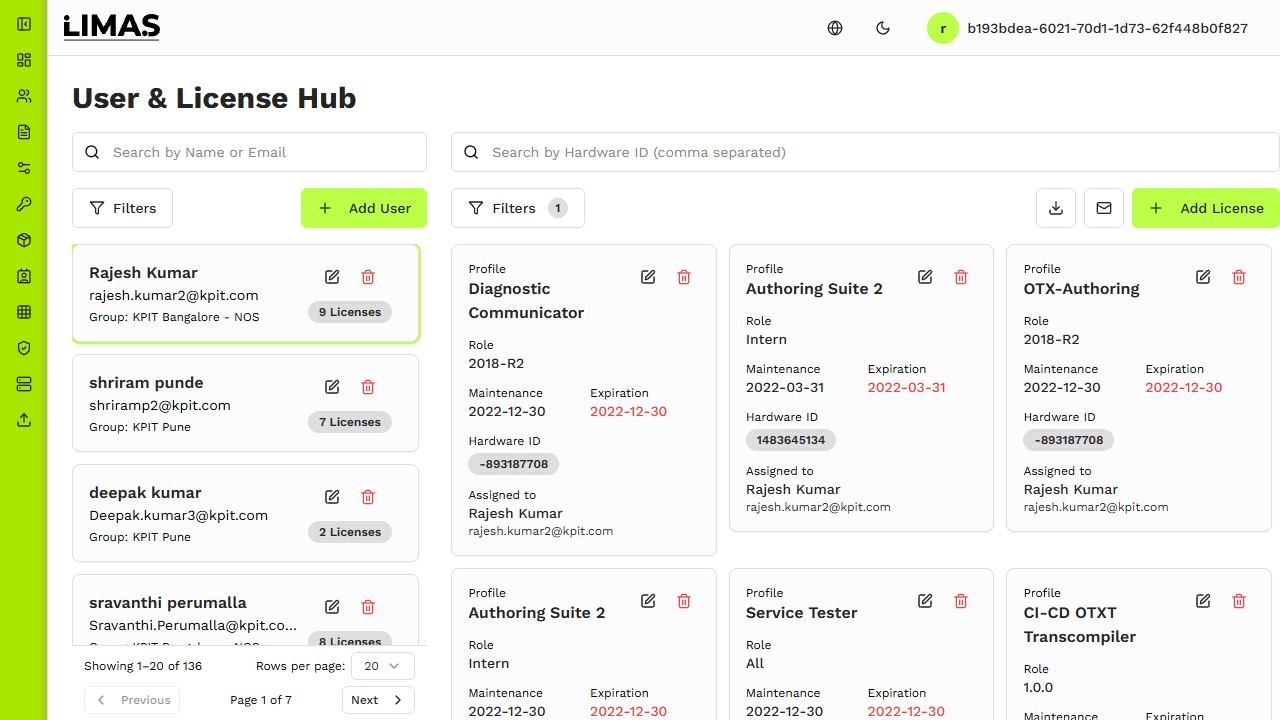 LIMAS
r
b193bdea-6021-70d1-1d73-62f448b0f827
User & License Hub
Search by Name or Email
Filters
Add User
Rajesh Kumar
rajesh.kumar2@kpit.com
Group: KPIT Bangalore - NOS
9 Licenses
shriram punde
shriramp2@kpit.com
Group: KPIT Pune
7 Licenses
deepak kumar
Deepak.kumar3@kpit.com
Group: KPIT Pune
2 Licenses
sravanthi perumalla
Sravanthi.Perumalla@kpit.co...
8 Licenses
Showing 1–20 of 136
Rows per page:
20
Previous
Page 1 of 7
Next
Search by Hardware ID (comma separated)
Filters
1
Add License
Profile
Diagnostic
Communicator
Role
2018-R2
Maintenance Expiration
2022-12-30 2022-12-30
Hardware ID
-893187708
Assigned to
Rajesh Kumar
rajesh.kumar2@kpit.com
Profile
Authoring Suite 2
Role
Intern
Maintenance Expiration
2022-03-31 2022-03-31
Hardware ID
1483645134
Assigned to
Rajesh Kumar
rajesh.kumar2@kpit.com
Profile
OTX-Authoring
Role
2018-R2
Maintenance Expiration
2022-12-30 2022-12-30
Hardware ID
-893187708
Assigned to
Rajesh Kumar
rajesh.kumar2@kpit.com
Profile
Authoring Suite 2
Role
Intern
Maintenance Expiration
2022-12-30 2022-12-30
Profile
Service Tester
Role
All
Maintenance Expiration
2022-12-30 2022-12-30
Profile
CI-CD OTXT
Transcompiler
Role
1.0.0
Maintenance Expiration